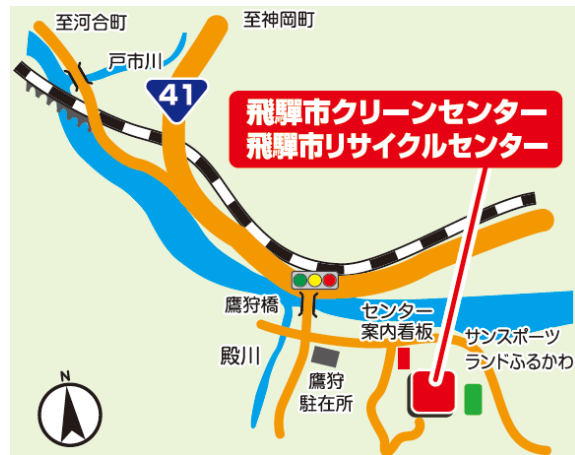 至河合町
至神岡町
戸市川
41
飛騨市クリーンセンター
飛騨市リサイクルセンター
鷹狩橋
センター
案内看板
サンスポーツ
ランドふるかわ
殿川
鷹狩
駐在所
N